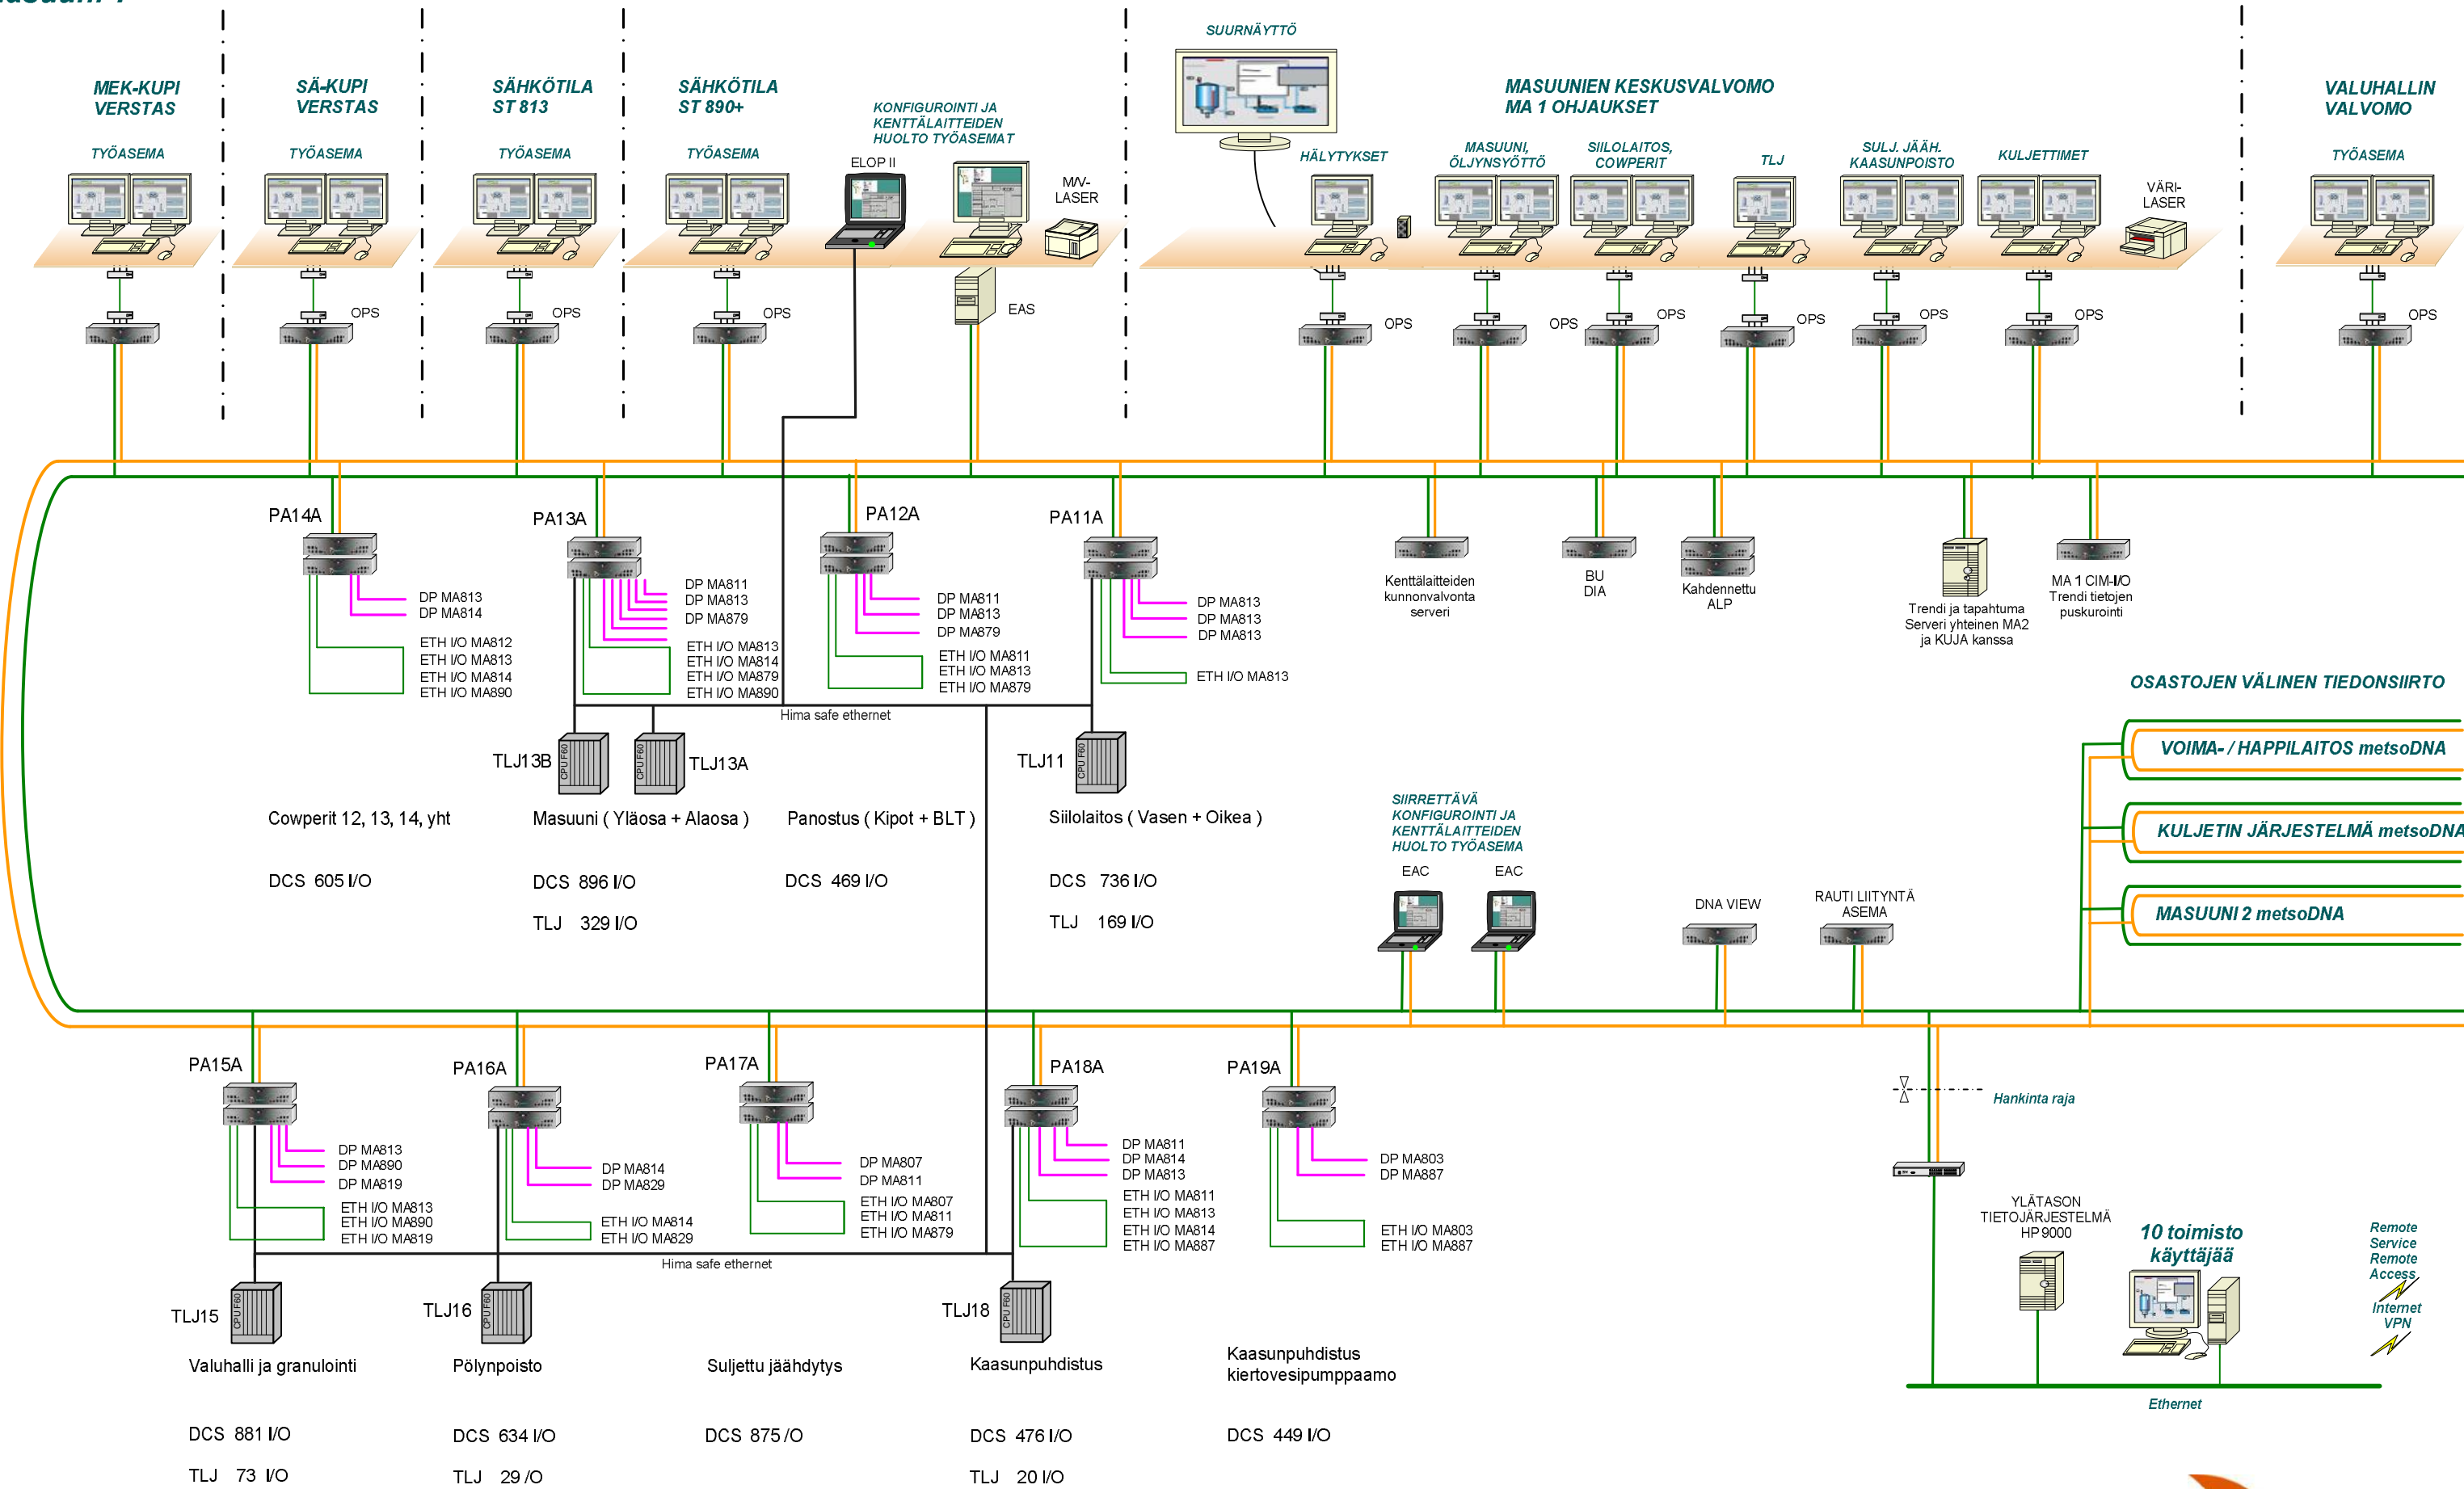 MEK-KUPI
VERSTAS
TYÖASEMA
SÄ-KUPI
VERSTAS
TYÖASEMA
OPS
SÄHKÖTILA
ST 813
TYÖASEMA
OPS
SÄHKÖTILA
ST 890+
TYÖASEMA
OPS
KONFIGUROINTI JA
KENTTÄLAITTEIDEN
HUOLTO TYÖASEMAT
ELOP II
M/V-
LASER
EAS
SUURNÄYTTÖ
MASUUNIEN KESKUSVALVOMO
MA 1 OHJAUKSET
HÄLYTYKSET
OPS
MASUUNI,
ÖLJYNSYÖTTÖ
OPS
SIILOLAITOS,
COWPERIT
OPS
TLJ
OPS
SULJ. JÄÄH.
KAASUNPOISTO
OPS
KULJETTIMET
OPS
VÄRI-
LASER
VALUHALLIN
VALVOMO
TYÖASEMA
OPS
PA14A
DP MA813
DP MA814
ETH I/O MA812
ETH I/O MA813
ETH I/O MA814
ETH I/O MA890
PA13A
DP MA811
DP MA813
DP MA879
ETH I/O MA813
ETH I/O MA814
ETH I/O MA879
ETH I/O MA890
PA12A
DP MA811
DP MA813
DP MA879
ETH I/O MA811
ETH I/O MA813
ETH I/O MA879
PA11A
DP MA813
DP MA813
DP MA813
ETH I/O MA813
Kenttälaitteiden
kunnonvalvonta
serveri
BU
DIA
Kahdennettu
ALP
Trendi ja tapahtuma
Serveri yhteinen MA2
ja KUJA kanssa
MA 1 CIM-I/O
Trendi tietojen
puskurointi
Hima safe ethernet
TLJ13B
CPU F60
CPU F60
TLJ13A
TLJ11
CPU F60
Cowperit 12, 13, 14, yht
DCS 605 I/O
Masuuni ( Yläosa + Alaosa )
DCS 896 I/O
TLJ 329 I/O
Panostus ( Kipot + BLT )
DCS 469 I/O
Siilolaitos ( Vasen + Oikea )
DCS 736 I/O
TLJ 169 I/O
SIIRRETTÄVÄ
KONFIGUROINTI JA
KENTTÄLAITTEIDEN
HUOLTO TYÖASEMA
EAC
EAC
DNA VIEW
RAUTI LIITYNTÄ
ASEMA
OSASTOJEN VÄLINEN TIEDONSIIRTO
VOIMA- / HAPPILAITOS metsoDNA
KULJETIN JÄRJESTELMÄ metsoDNA
MASUUNI 2 metsoDNA
PA15A
DP MA813
DP MA890
DP MA819
ETH I/O MA813
ETH I/O MA890
ETH I/O MA819
PA16A
DP MA814
DP MA829
ETH I/O MA814
ETH I/O MA829
PA17A
DP MA807
DP MA811
ETH I/O MA807
ETH I/O MA811
ETH I/O MA879
PA18A
DP MA811
DP MA814
DP MA813
ETH I/O MA811
ETH I/O MA813
ETH I/O MA814
ETH I/O MA887
PA19A
DP MA803
DP MA887
ETH I/O MA803
ETH I/O MA887
Hima safe ethernet
TLJ15
CPU F60
TLJ16
CPU F60
TLJ18
CPU F60
Valuhalli ja granulointi
DCS 881 I/O
TLJ 73 I/O
Pölynpoisto
DCS 634 I/O
TLJ 29 /O
Suljettu jäähdytys
DCS 875 /O
Kaasunpuhdistus
DCS 476 I/O
TLJ 20 I/O
Kaasunpuhdistus
kiertovesipumppaamo
DCS 449 I/O
Hankinta raja
YLÄTASON
TIETOJÄRJESTELMÄ
HP 9000
10 toimisto
käyttäjää
Remote
Service
Remote
Access
Internet
VPN
Ethernet